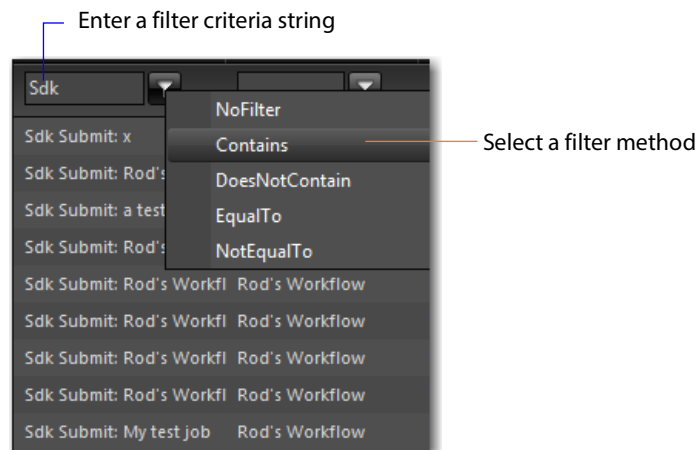 Enter a filter criteria string
Sdk
NoFilter
Sdk Submit: x
Contains
Select a filter method
Sdk Submit: Rod's
DoesNotContain
Sdk Submit: a test
EqualTo
Sdk Submit: Rod's
NotEqualTo
Sdk Submit: Rod's Workfl Rod's Workflow
Sdk Submit: Rod's Workfl Rod's Workflow
Sdk Submit: Rod's Workfl Rod's Workflow
Sdk Submit: Rod's Workfl Rod's Workflow
Sdk Submit: My test job Rod's Workflow